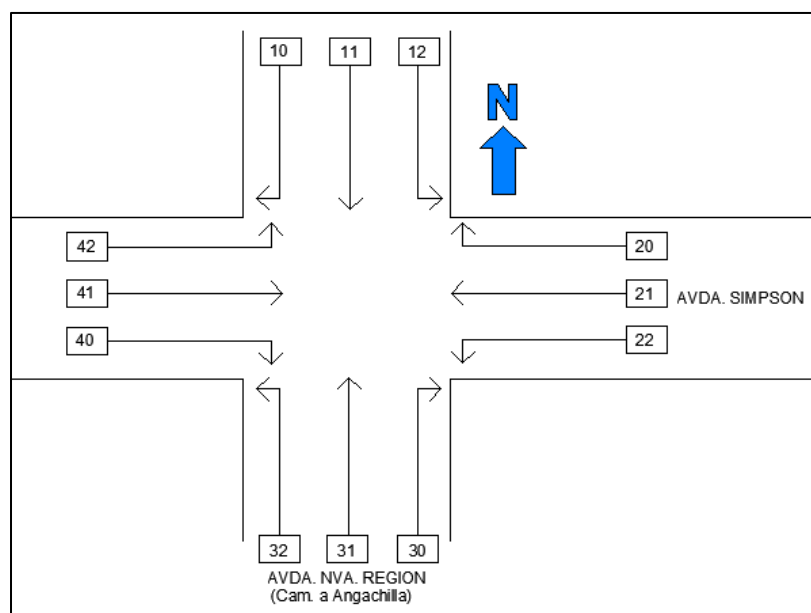 10 11 12
N
42 20
41 21 AVDA. SIMPSON
40 22
32 31 30
AVDA. NVA. REGION
(Cam. a Angachilla)